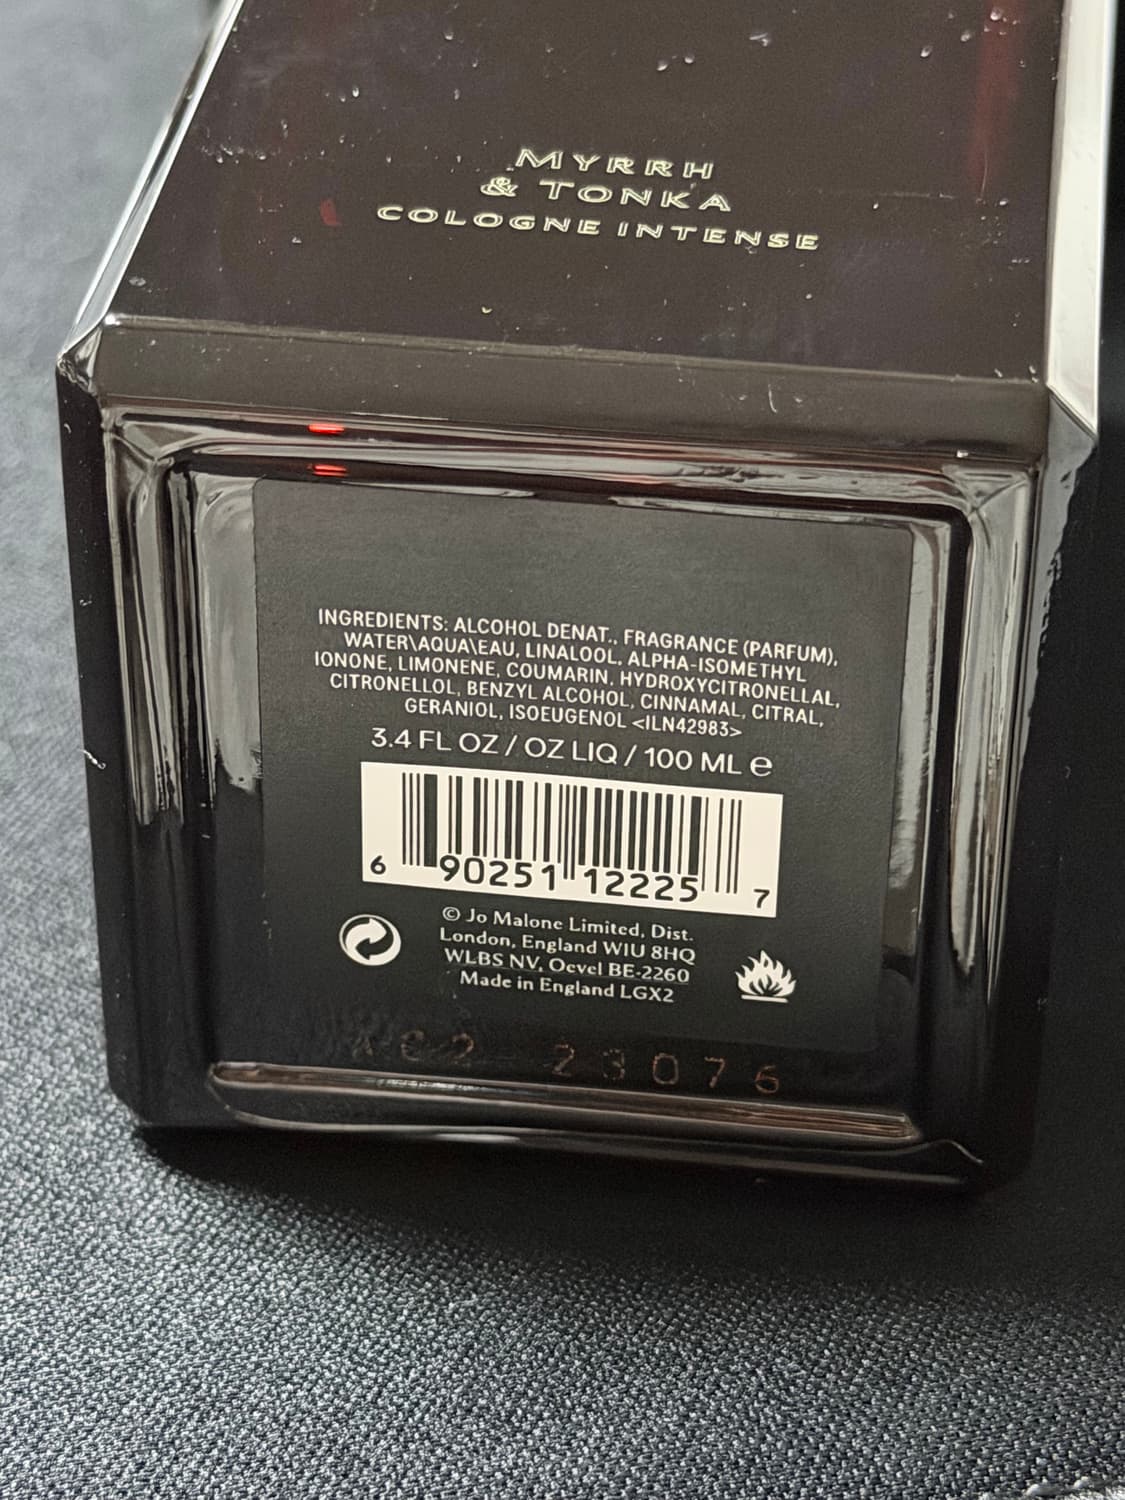 MYRRH
& TONKA
COLOGNE INTENSE
INGREDIENTS: ALCOHOL DENAT., FRAGRANCE (PARFUM),
WATER\AQUA\EAU, LINALOOL, ALPHA-ISOMETHYL
IONONE, LIMONENE, COUMARIN, HYDROXYCITRONELLAL,
CITRONELLOL, BENZYL ALCOHOL, CINNAMAL, CITRAL,
GERANIOL, ISOEUGENOL <ILN42983>
3.4 FL OZ / OZ LIQ / 100 ML ℮
6 90251 12225 7
© Jo Malone Limited, Dist.
London, England W1U 8HQ
WLBS NV, Oevel BE-2260
Made in England LGX2
23076